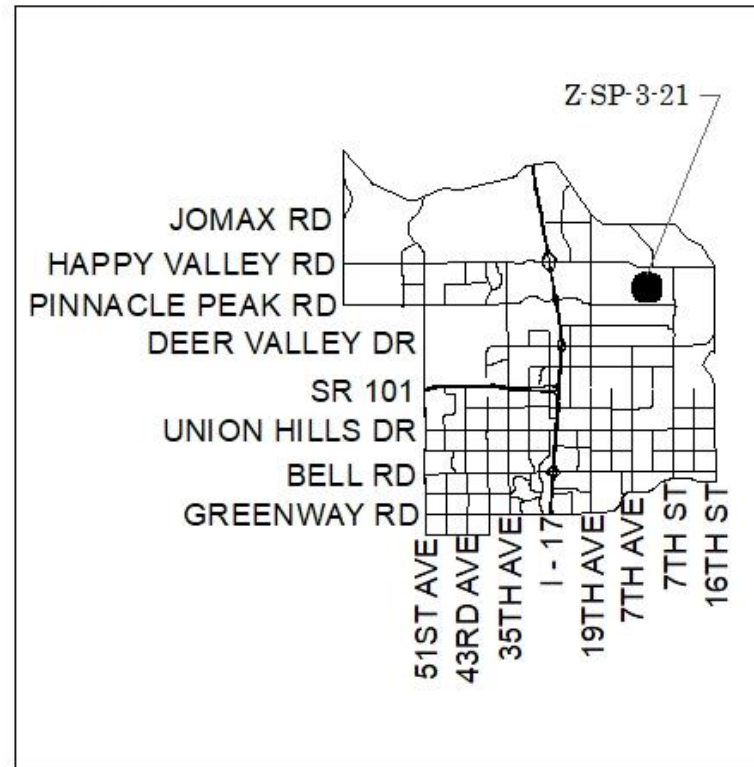 Z-SP-3-21
JOMAX RD
HAPPY VALLEY RD
PINNACLE PEAK RD
DEER VALLEY DR
SR 101
UNION HILLS DR
BELL RD
GREENWAY RD
51ST AVE
43RD AVE
35TH AVE
I - 17
19TH AVE
7TH AVE
7TH ST
16TH ST